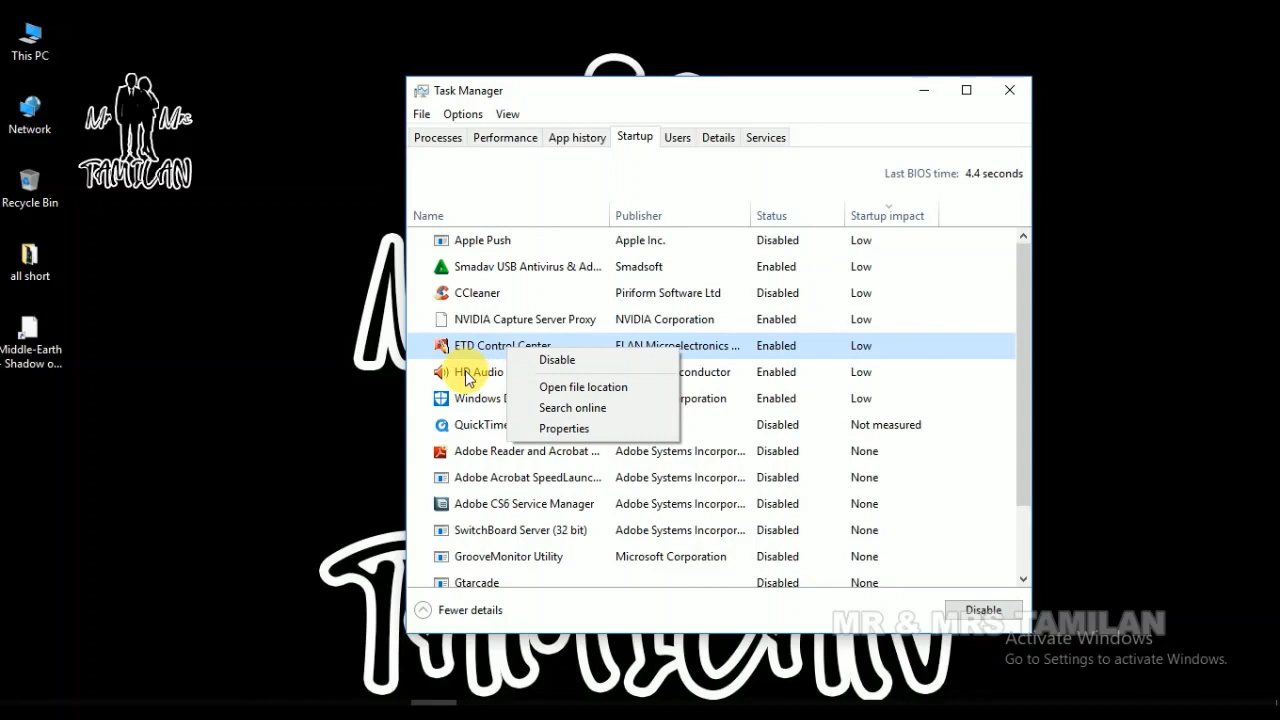 This PC
Network
Recycle Bin
all short
Middle-Earth
- Shadow o...
Mr Mrs
TAMILAN
Task Manager
File Options View
Processes Performance App history Startup Users Details Services
Last BIOS time: 4.4 seconds
Name Publisher Status Startup impact
Apple Push Apple Inc. Disabled Low
Smadav USB Antivirus & Ad... Smadsoft Enabled Low
CCleaner Piriform Software Ltd Disabled Low
NVIDIA Capture Server Proxy NVIDIA Corporation Enabled Low
ETD Control Center ELAN Microelectronics ... Enabled Low
HD Audio conductor Enabled Low
Windows D poration Enabled Low
QuickTime Disabled Not measured
Disable
Open file location
Search online
Properties
Adobe Reader and Acrobat ... Adobe Systems Incorpor... Disabled None
Adobe Acrobat SpeedLaunc... Adobe Systems Incorpor... Disabled None
Adobe CS6 Service Manager Adobe Systems Incorpor... Disabled None
SwitchBoard Server (32 bit) Adobe Systems Incorpor... Disabled None
GrooveMonitor Utility Microsoft Corporation Disabled None
Gtarcade Disabled None
Fewer details Disable
MR & MRS.TAMILAN
Activate Windows
Go to Settings to activate Windows.